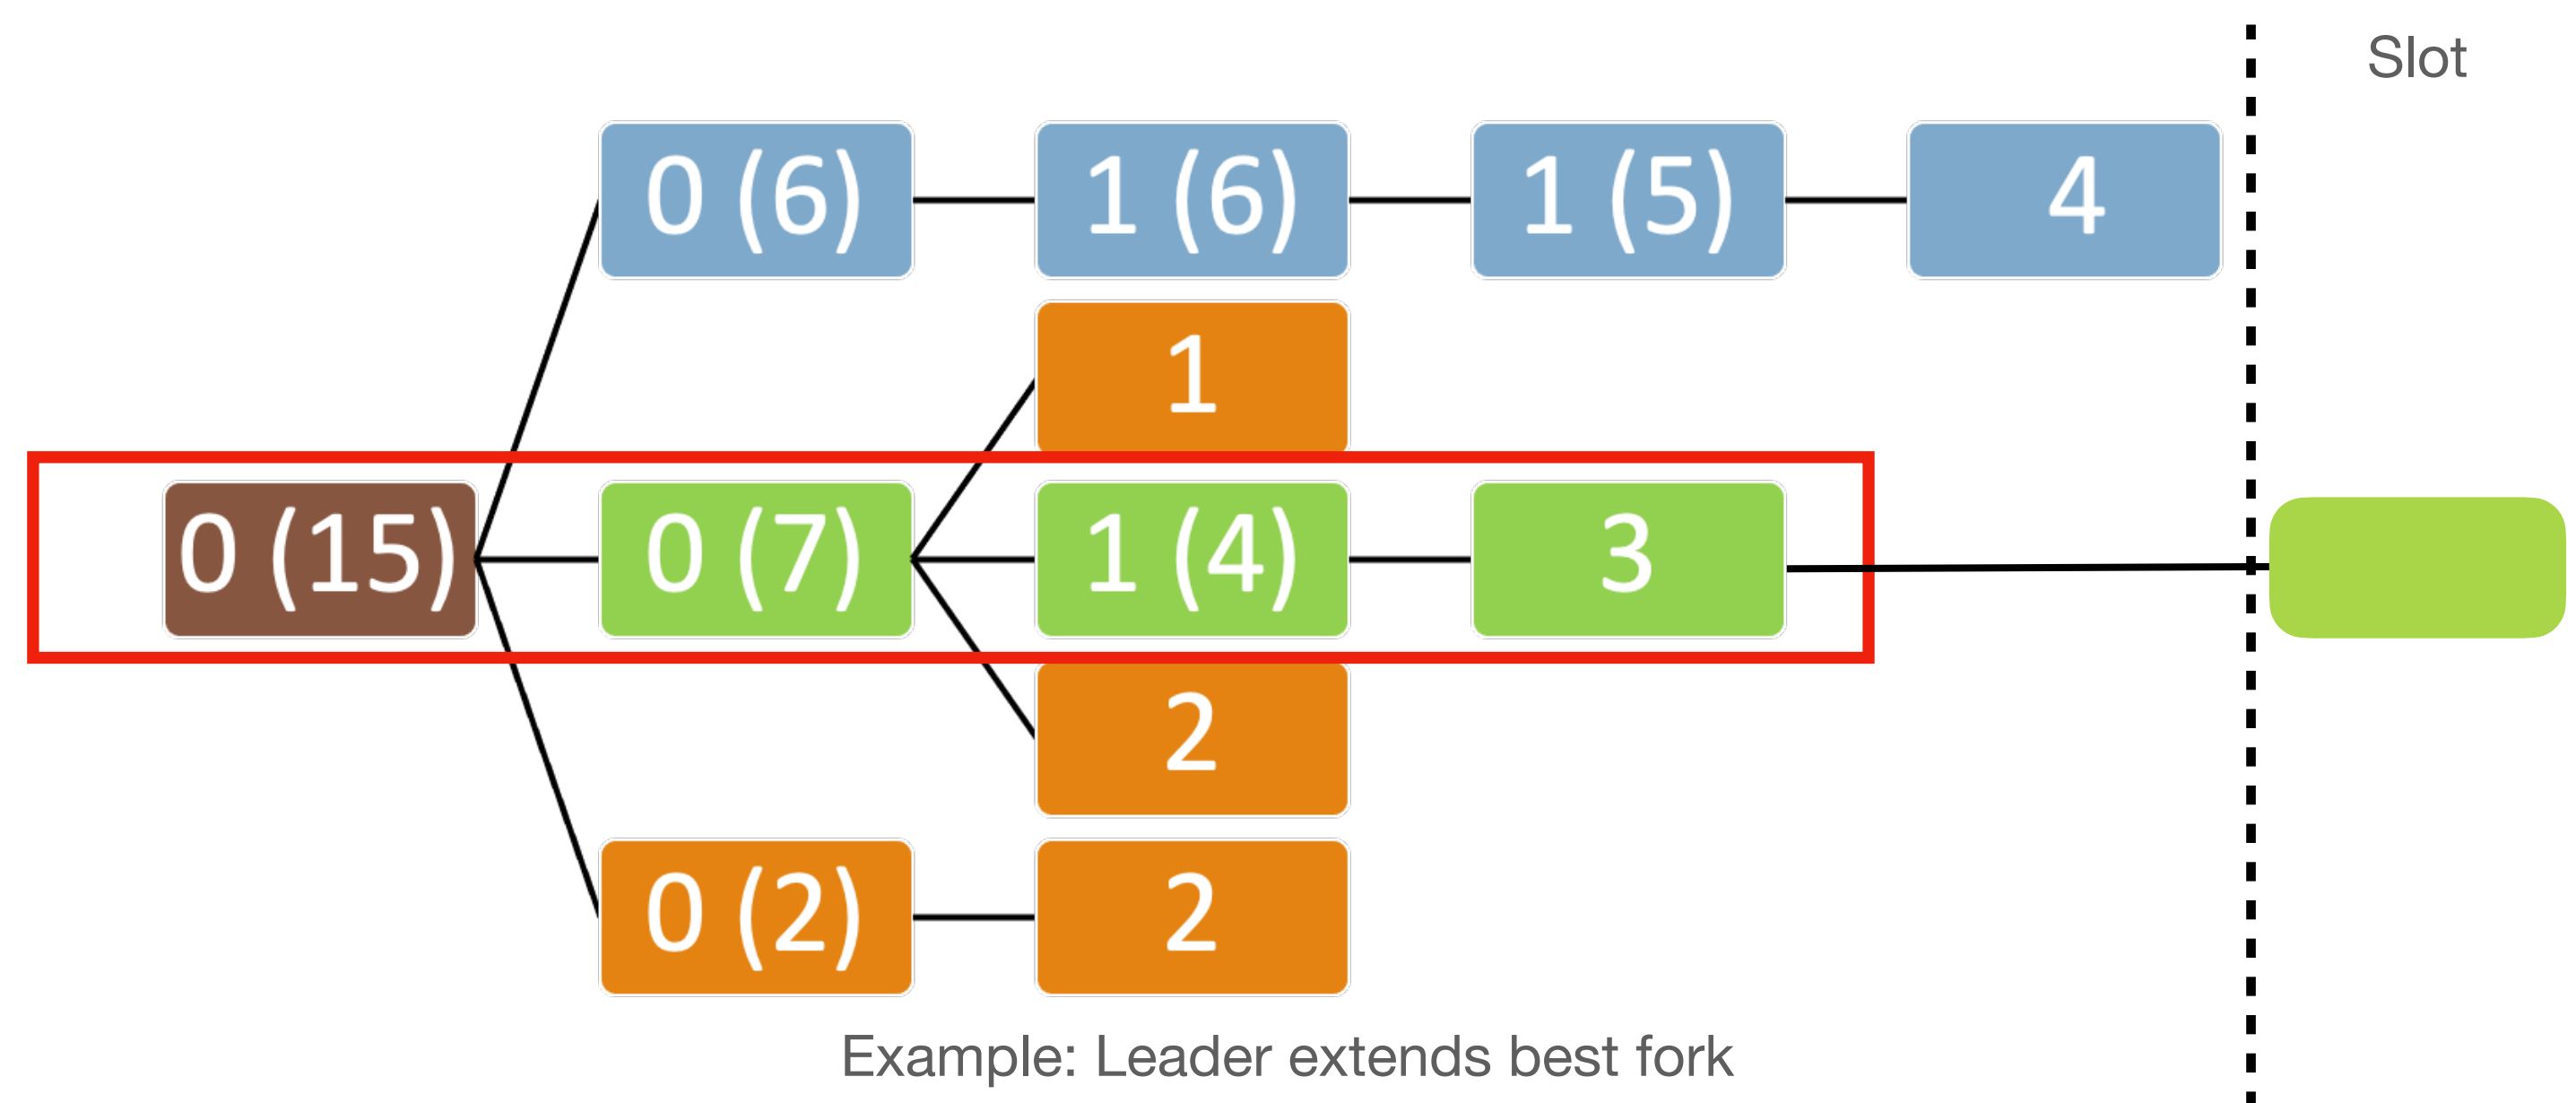 Slot
0 (6) 1 (6) 1 (5) 4
1
0 (15) 0 (7) 1 (4) 3
2
0 (2) 2
Example: Leader extends best fork